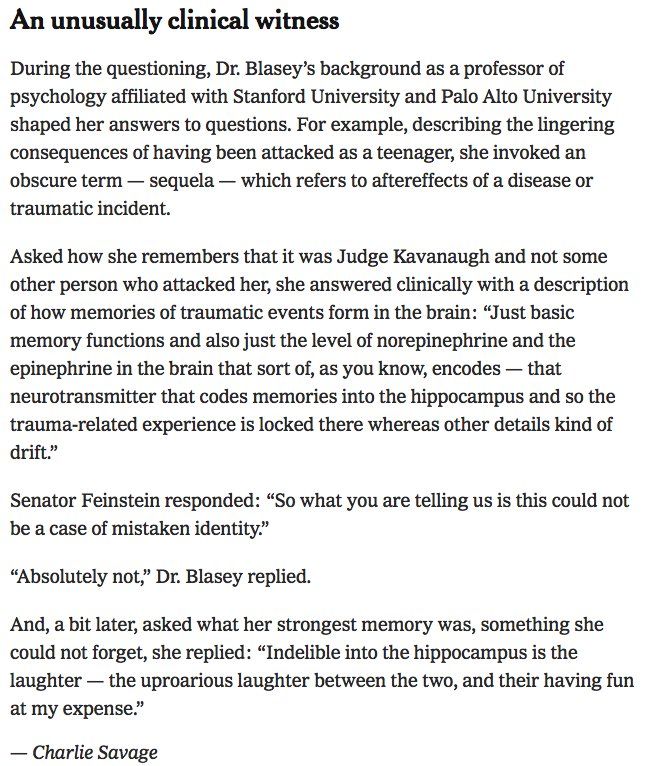 An unusually clinical witness
During the questioning, Dr. Blasey’s background as a professor of
psychology affiliated with Stanford University and Palo Alto University
shaped her answers to questions. For example, describing the lingering
consequences of having been attacked as a teenager, she invoked an
obscure term — sequela — which refers to aftereffects of a disease or
traumatic incident.
Asked how she remembers that it was Judge Kavanaugh and not some
other person who attacked her, she answered clinically with a description
of how memories of traumatic events form in the brain: “Just basic
memory functions and also just the level of norepinephrine and the
epinephrine in the brain that sort of, as you know, encodes — that
neurotransmitter that codes memories into the hippocampus and so the
trauma-related experience is locked there whereas other details kind of
drift.”
Senator Feinstein responded: “So what you are telling us is this could not
be a case of mistaken identity.”
“Absolutely not,” Dr. Blasey replied.
And, a bit later, asked what her strongest memory was, something she
could not forget, she replied: “Indelible into the hippocampus is the
laughter — the uproarious laughter between the two, and their having fun
at my expense.”
— Charlie Savage